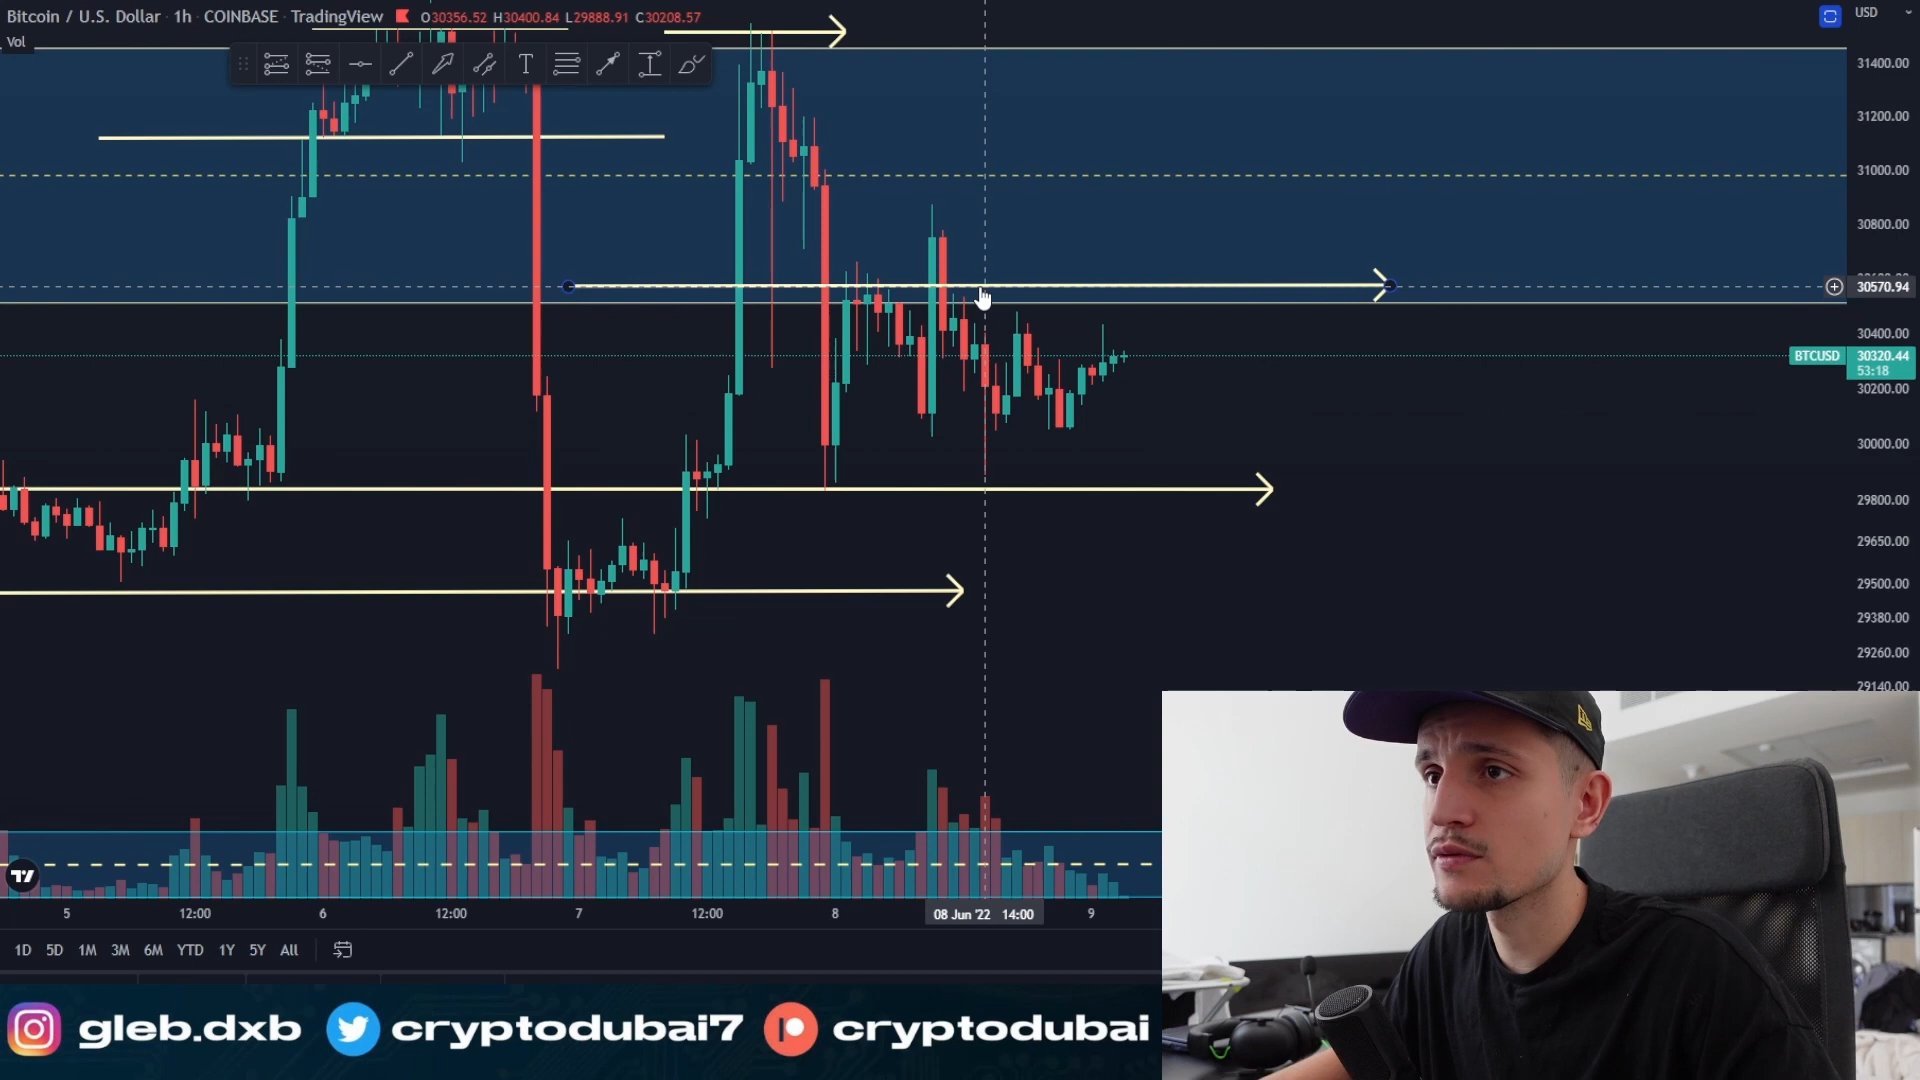 Bitcoin / U.S. Dollar · 1h · COINBASE · TradingView O30356.52 H30400.84 L29888.91 C30208.57
USD
Vol
T
31400.00
31200.00
31000.00
30800.00
30570.94
30400.00
BTCUSD 30320.44
53:18
30200.00
30000.00
29800.00
29650.00
29500.00
29380.00
29260.00
29140.00
5 12:00 6 12:00 7 12:00 8 08 Jun '22 14:00 9
1D 5D 1M 3M 6M YTD 1Y 5Y All
gleb.dxb cryptodubai7 cryptodubai